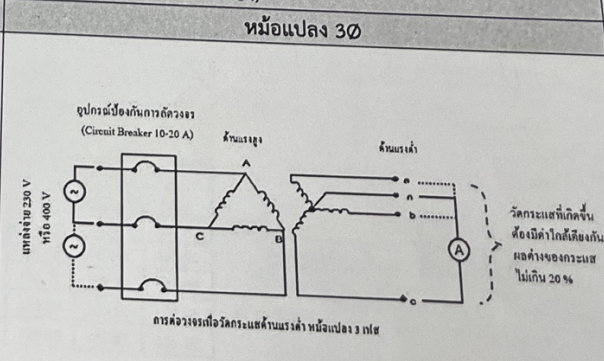 หม้อแปลง 3Ø
อุปกรณ์ป้องกันการลัดวงจร
(Circuit Breaker 10-20 A)
ด้านแรงสูง
ด้านแรงต่ำ
A
a
n
b
C
B
A
c
แหล่งจ่าย 230 V
หรือ 400 V
วัดกระแสที่เกิดขึ้น
ต้องมีค่าใกล้เคียงกัน
ผลต่างของกระแส
ไม่เกิน 20 %
การต่อวงจรเพื่อวัดกระแสด้านแรงต่ำ หม้อแปลง 3 เฟส